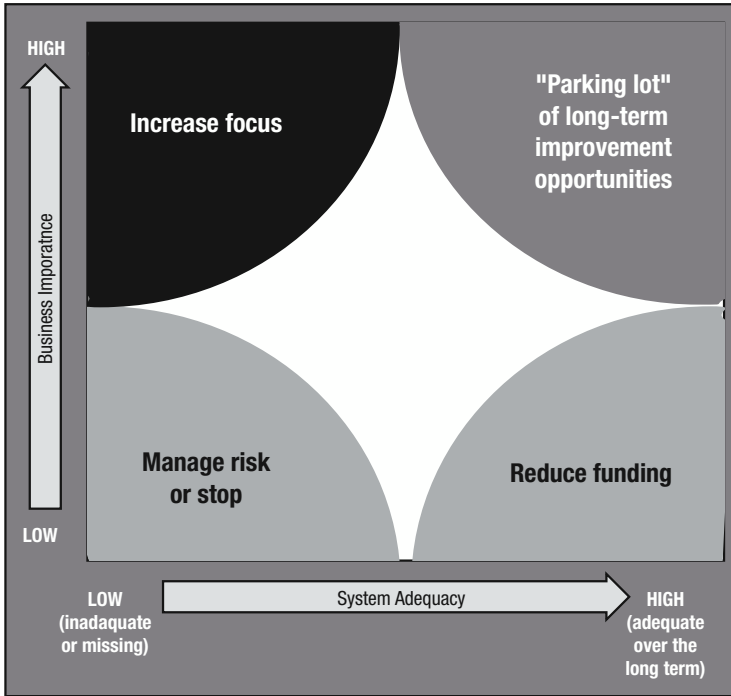 HIGH
Increase focus
"Parking lot"
of long-term
improvement
opportunities
Business Imporatnce
Manage risk
or stop
Reduce funding
LOW
LOW
(inadaquate
or missing)
System Adequacy
HIGH
(adequate
over the
long term)